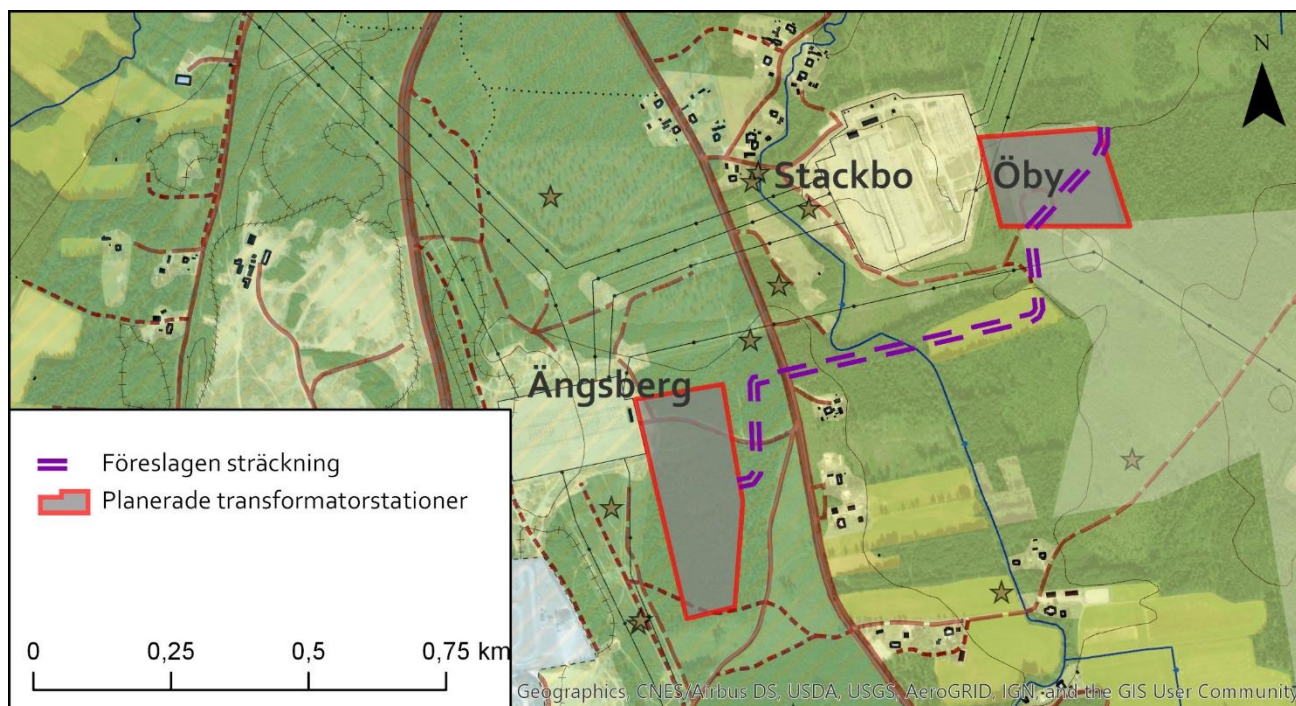 N
Stackbo
Öby
Ängsberg
Föreslagen sträckning
Planerade transformatorstationer
0 0,25 0,5 0,75 km
Geographics, CNES/Airbus DS, USDA, USGS, AeroGRID, IGN, and the GIS User Community